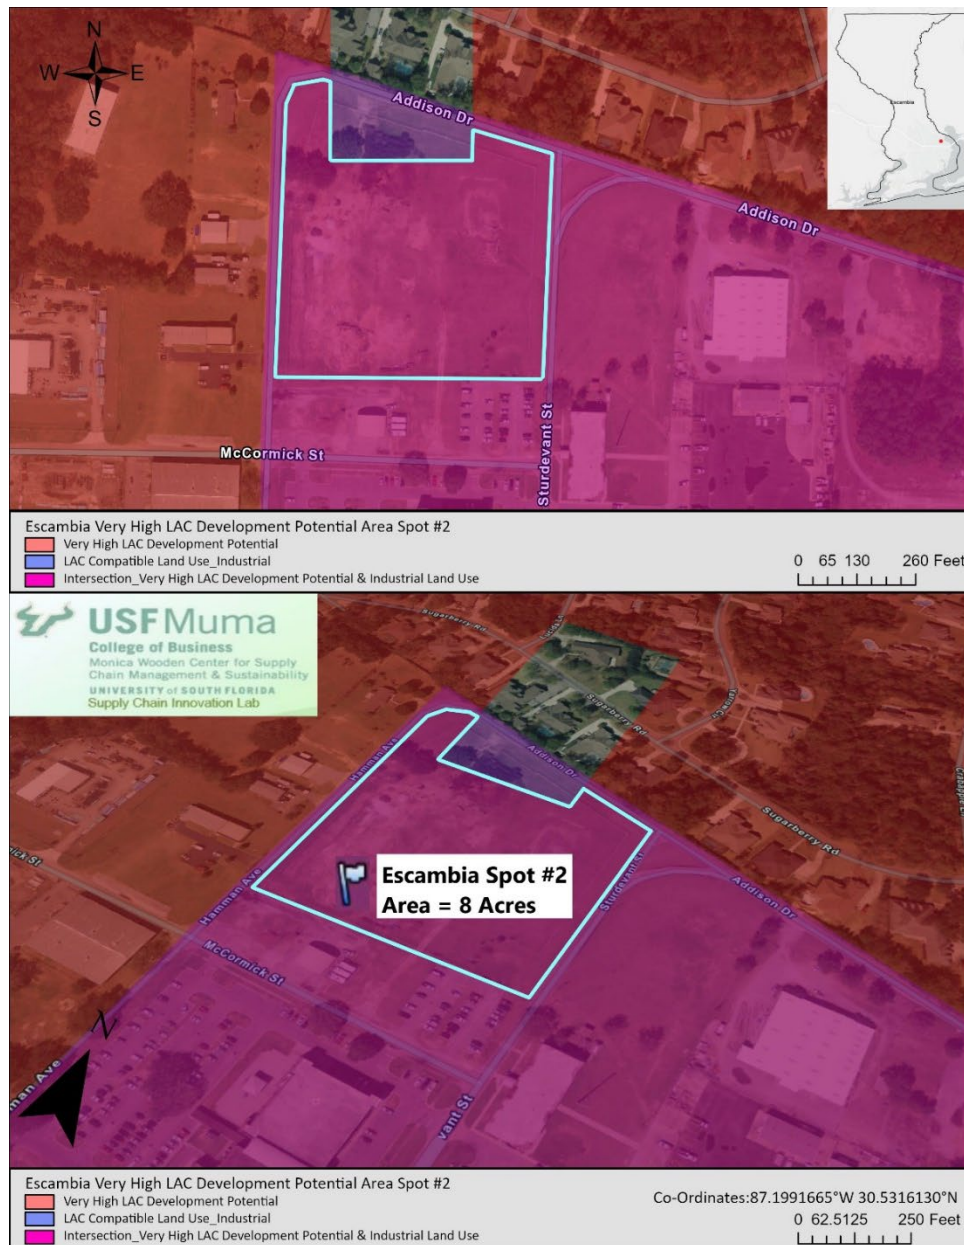 N
W E
S
Addison Dr
Escambia
Addison Dr
McCormick St
Sturdevant St
Escambia Very High LAC Development Potential Area Spot #2
Very High LAC Development Potential
LAC Compatible Land Use_Industrial
Intersection_Very High LAC Development Potential & Industrial Land Use
0 65 130 260 Feet
USF Muma
College of Business
Monica Wooden Center for Supply
Chain Management & Sustainability
UNIVERSITY of SOUTH FLORIDA
Supply Chain Innovation Lab
Sugarberry Rd
Sugarberry Rd
Hamman Ave
Addison Dr
Sugarberry Rd
Escambia Spot #2
Area = 8 Acres
Sturdevant St
Addison Dr
Hamman Ave
rmick St
McCormick St
N
man Ave
vant St
Escambia Very High LAC Development Potential Area Spot #2
Very High LAC Development Potential
LAC Compatible Land Use_Industrial
Intersection_Very High LAC Development Potential & Industrial Land Use
Co-Ordinates:87.1991665°W 30.5316130°N
0 62.5125 250 Feet